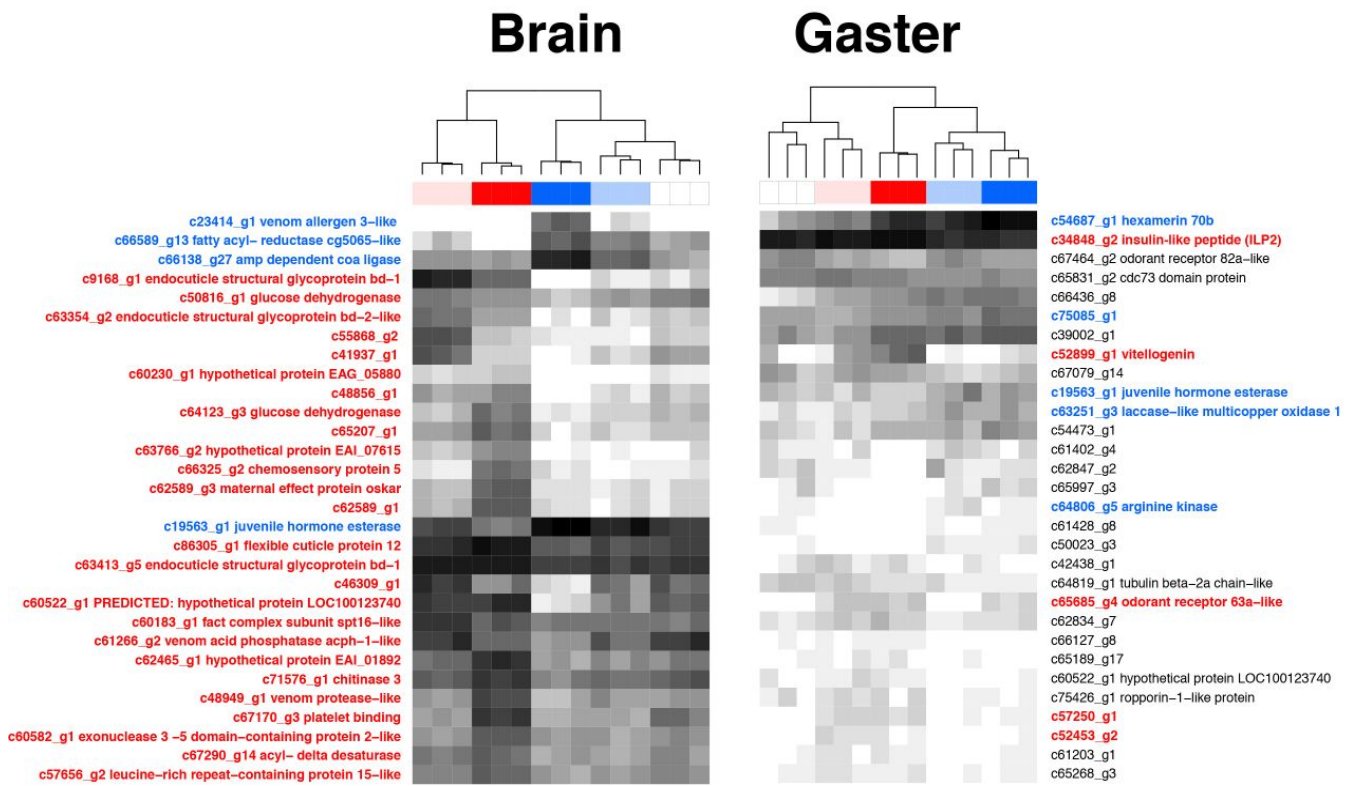 Brain
c23414_g1 venom allergen 3−like
c66589_g13 fatty acyl− reductase cg5065−like
c66138_g27 amp dependent coa ligase
c9168_g1 endocuticle structural glycoprotein bd−1
c50816_g1 glucose dehydrogenase
c63354_g2 endocuticle structural glycoprotein bd−2−like
c55868_g2
c41937_g1
c60230_g1 hypothetical protein EAG_05880
c48856_g1
c64123_g3 glucose dehydrogenase
c65207_g1
c63766_g2 hypothetical protein EAI_07615
c66325_g2 chemosensory protein 5
c62589_g3 maternal effect protein oskar
c62589_g1
c19563_g1 juvenile hormone esterase
c86305_g1 flexible cuticle protein 12
c63413_g5 endocuticle structural glycoprotein bd−1
c46309_g1
c60522_g1 PREDICTED: hypothetical protein LOC100123740
c60183_g1 fact complex subunit spt16−like
c61266_g2 venom acid phosphatase acph−1−like
c62465_g1 hypothetical protein EAI_01892
c71576_g1 chitinase 3
c48949_g1 venom protease−like
c67170_g3 platelet binding
c60582_g1 exonuclease 3 −5 domain−containing protein 2−like
c67290_g14 acyl− delta desaturase
c57656_g2 leucine−rich repeat−containing protein 15−like
Gaster
c54687_g1 hexamerin 70b
c34848_g2 insulin−like peptide (ILP2)
c67464_g2 odorant receptor 82a−like
c65831_g2 cdc73 domain protein
c66436_g8
c75085_g1
c39002_g1
c52899_g1 vitellogenin
c67079_g14
c19563_g1 juvenile hormone esterase
c63251_g3 laccase−like multicopper oxidase 1
c54473_g1
c61402_g4
c62847_g2
c65997_g3
c64806_g5 arginine kinase
c61428_g8
c50023_g3
c42438_g1
c64819_g1 tubulin beta−2a chain−like
c65685_g4 odorant receptor 63a−like
c62834_g7
c66127_g8
c65189_g17
c60522_g1 hypothetical protein LOC100123740
c75426_g1 ropporin−1−like protein
c57250_g1
c52453_g2
c61203_g1
c65268_g3